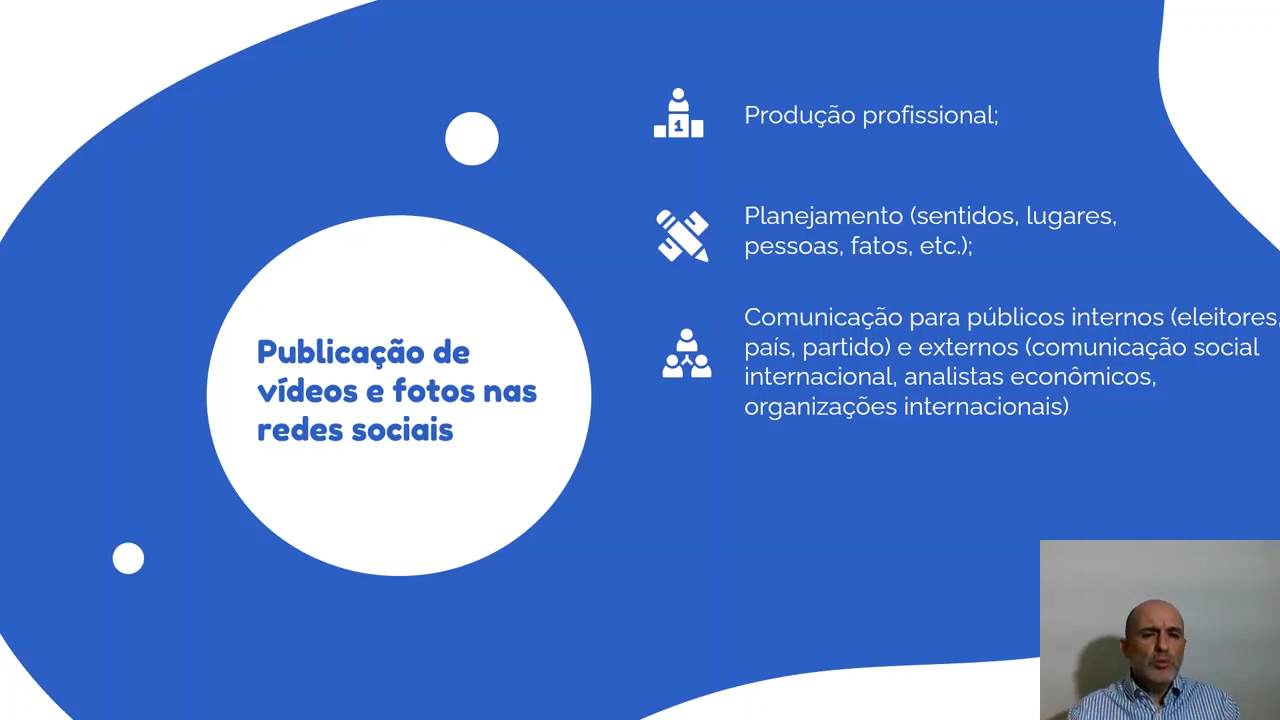 Publicação de
vídeos e fotos nas
redes sociais
1
Produção profissional;
Planejamento (sentidos, lugares,
pessoas, fatos, etc.);
Comunicação para públicos internos (eleitores,
país, partido) e externos (comunicação social
internacional, analistas econômicos,
organizações internacionais)